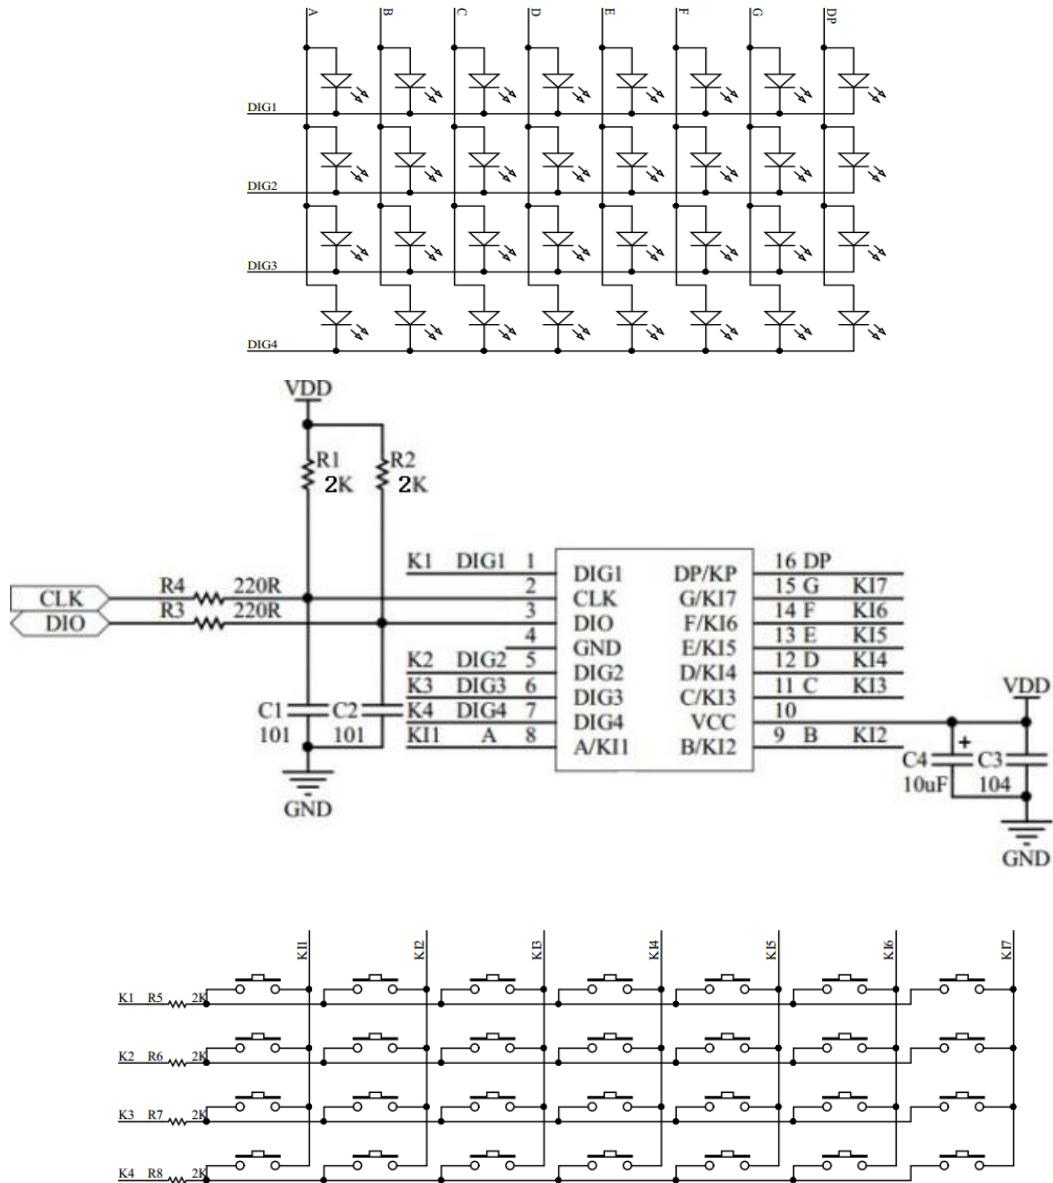 A B C D E F G DP
DIG1
DIG2
DIG3
DIG4
VDD
R1 R2
2K 2K
K1 DIG1 1 DIG1 DP/KP 16 DP
CLK R4 220R 2 CLK G/KI7 15 G KI7
DIO R3 220R 3 DIO F/KI6 14 F KI6
4 GND E/KI5 13 E KI5
K2 DIG2 5 DIG2 D/KI4 12 D KI4
K3 DIG3 6 DIG3 C/KI3 11 C KI3
VDD
C1 C2 K4 DIG4 7 DIG4 VCC 10
101 101 KI1 A 8 A/KI1 B/KI2 9 B KI2
+
C4 C3
10uF 104
GND
GND
KI1 KI2 KI3 KI4 KI5 KI6 KI7
K1 R5 2K
K2 R6 2K
K3 R7 2K
K4 R8 2K